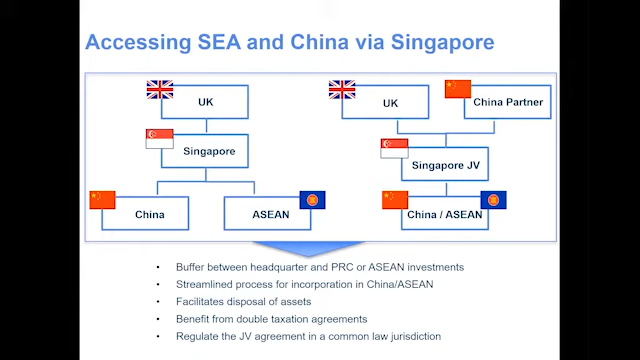 Accessing SEA and China via Singapore
UK
UK
China Partner
Singapore
Singapore JV
China
ASEAN
China / ASEAN
• Buffer between headquarter and PRC or ASEAN investments
• Streamlined process for incorporation in China/ASEAN
• Facilitates disposal of assets
• Benefit from double taxation agreements
• Regulate the JV agreement in a common law jurisdiction